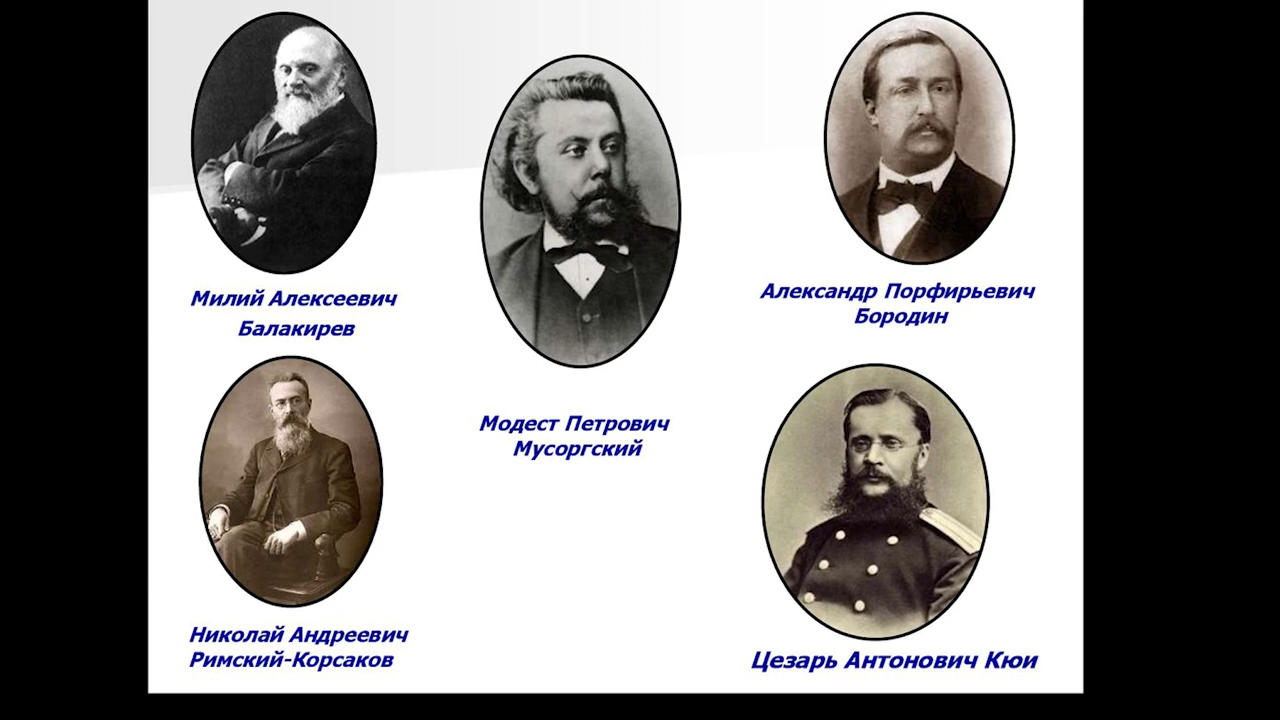 Милий Алексеевич
Балакирев
Модест Петрович
Мусоргский
Александр Порфирьевич
Бородин
Николай Андреевич
Римский-Корсаков
Цезарь Антонович Кюи